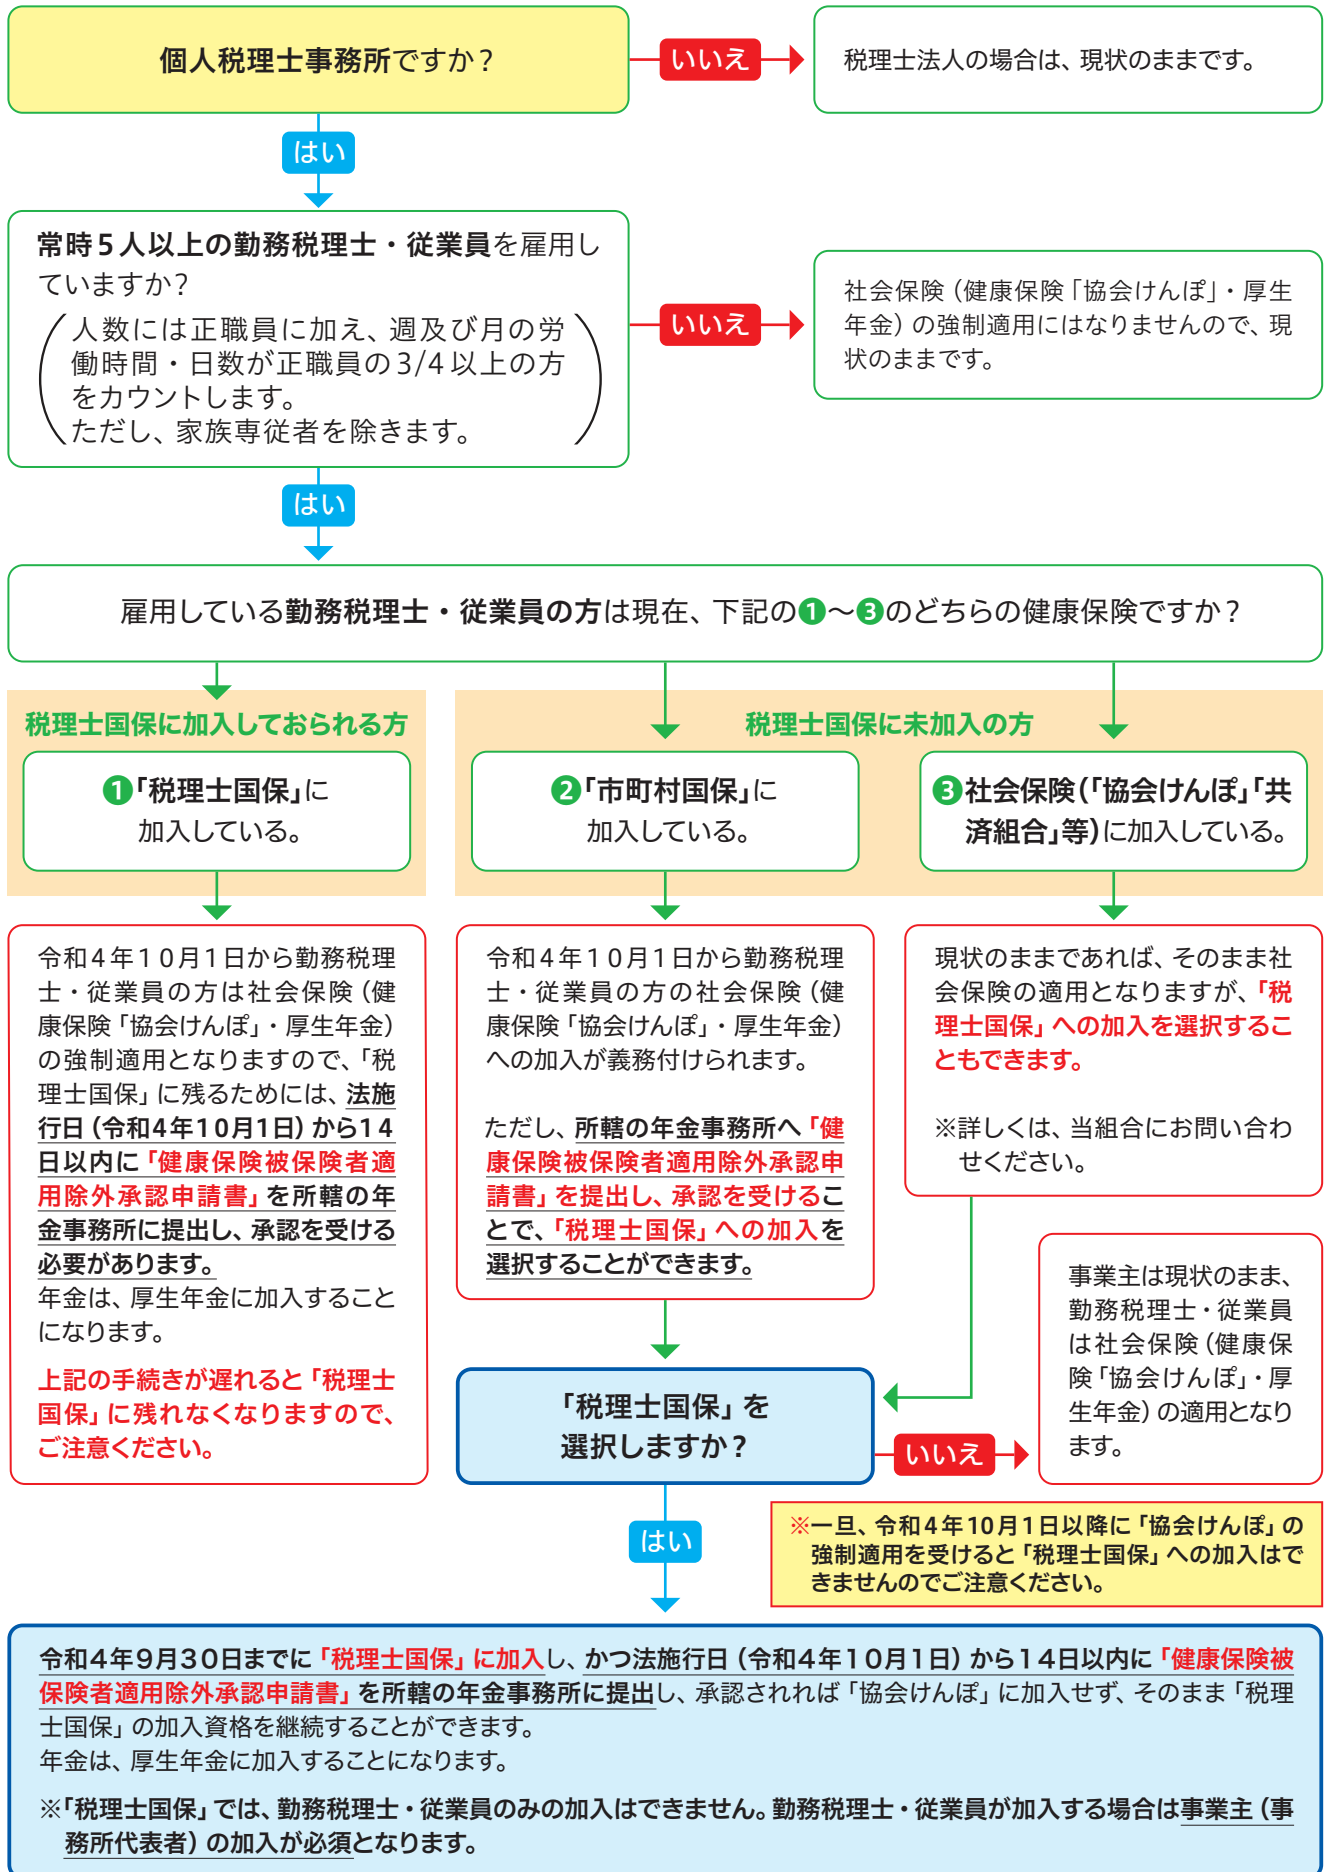 個人税理士事務所ですか？
いいえ
税理士法人の場合は、現状のままです。
はい
常時５人以上の勤務税理士・従業員を雇用し
ていますか？
人数には正職員に加え、週及び月の労
働時間・日数が正職員の3/4以上の方
をカウントします。
ただし、家族専従者を除きます。
いいえ
社会保険（健康保険「協会けんぽ」・厚生
年金）の強制適用にはなりませんので、現
状のままです。
はい
雇用している勤務税理士・従業員の方は現在、下記の❶〜❸のどちらの健康保険ですか？
税理士国保に加入しておられる方
❶「税理士国保」に
加入している。
税理士国保に未加入の方
❷「市町村国保」に
加入している。
❸社会保険（「協会けんぽ」「共
済組合」等）に加入している。
令和４年１０月１日から勤務税理
士・従業員の方は社会保険（健
康保険「協会けんぽ」・厚生年金）
の強制適用となりますので、「税
理士国保」に残るためには、法施
行日（令和4年10月1日）から１４
日以内に「健康保険被保険者適
用除外承認申請書」を所轄の年
金事務所に提出し、承認を受ける
必要があります。
年金は、厚生年金に加入すること
になります。
上記の手続きが遅れると「税理士
国保」に残れなくなりますので、
ご注意ください。
令和４年１０月１日から勤務税理
士・従業員の方の社会保険（健
康保険「協会けんぽ」・厚生年金）
への加入が義務付けられます。
ただし、所轄の年金事務所へ「健
康保険被保険者適用除外承認申
請書」を提出し、承認を受けるこ
とで、「税理士国保」への加入を
選択することができます。
現状のままであれば、そのまま社
会保険の適用となりますが、「税
理士国保」への加入を選択するこ
ともできます。
※詳しくは、当組合にお問い合わ
せください。
「税理士国保」を
選択しますか？
いいえ
事業主は現状のまま、
勤務税理士・従業員
は社会保険（健康保
険「協会けんぽ」・厚
生年金）の適用となり
ます。
はい
※一旦、令和４年10月1日以降に「協会けんぽ」の
強制適用を受けると「税理士国保」への加入はで
きませんのでご注意ください。
令和4年9月30日までに「税理士国保」に加入し、かつ法施行日（令和4年１０月１日）から１４日以内に「健康保険被
保険者適用除外承認申請書」を所轄の年金事務所に提出し、承認されれば「協会けんぽ」に加入せず、そのまま「税理
士国保」の加入資格を継続することができます。
年金は、厚生年金に加入することになります。
※「税理士国保」では、勤務税理士・従業員のみの加入はできません。勤務税理士・従業員が加入する場合は事業主（事
務所代表者）の加入が必須となります。